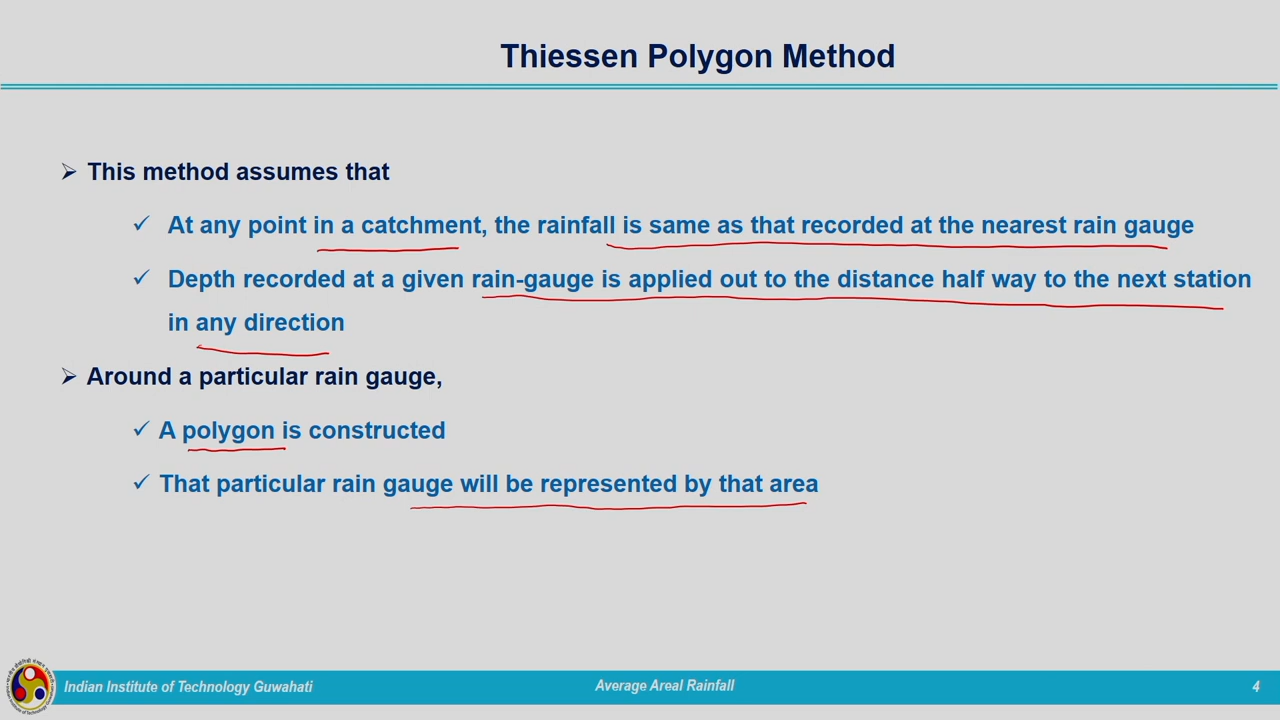 Thiessen Polygon Method
This method assumes that
At any point in a catchment, the rainfall is same as that recorded at the nearest rain gauge
Depth recorded at a given rain-gauge is applied out to the distance half way to the next station
in any direction
Around a particular rain gauge,
A polygon is constructed
That particular rain gauge will be represented by that area
Indian Institute of Technology Guwahati
Average Areal Rainfall
4